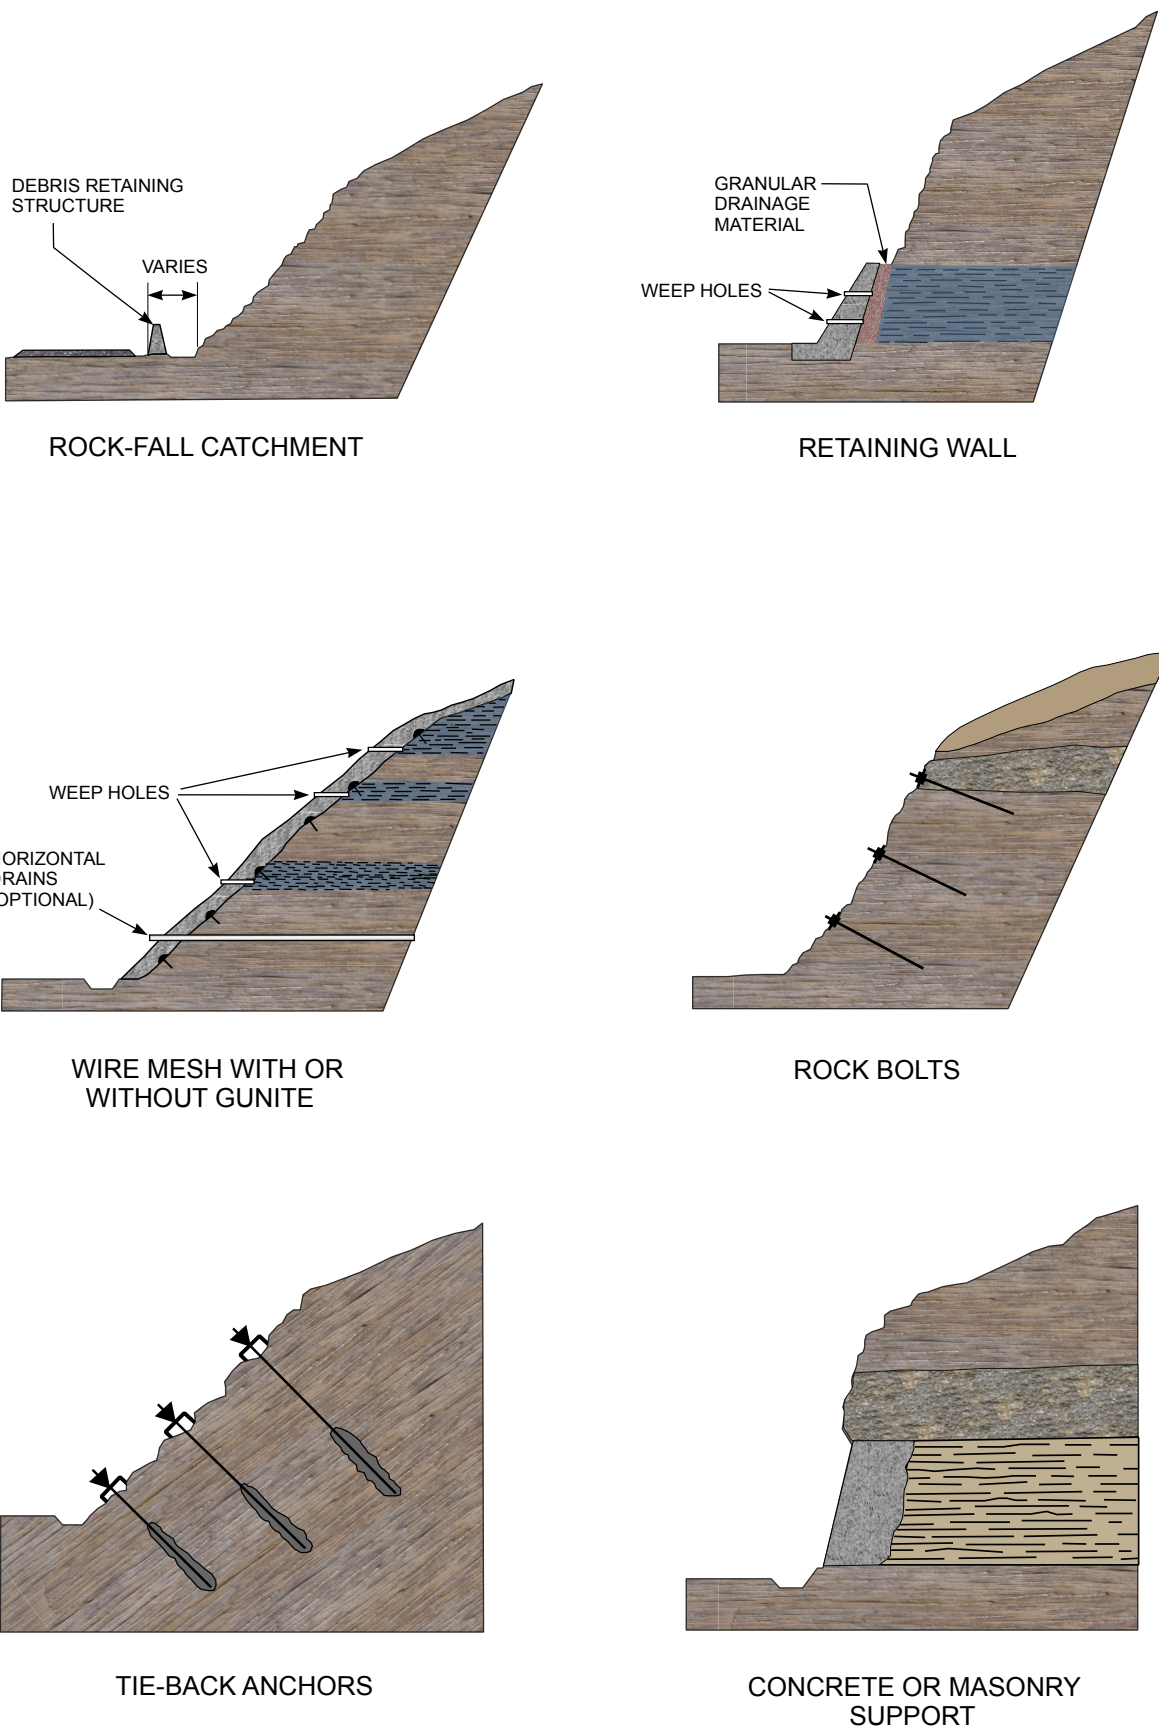 DEBRIS RETAINING
STRUCTURE
VARIES
ROCK-FALL CATCHMENT
GRANULAR
DRAINAGE
MATERIAL
WEEP HOLES
RETAINING WALL
WEEP HOLES
ORIZONTAL
RAINS
OPTIONAL)
WIRE MESH WITH OR
WITHOUT GUNITE
ROCK BOLTS
TIE-BACK ANCHORS
CONCRETE OR MASONRY
SUPPORT